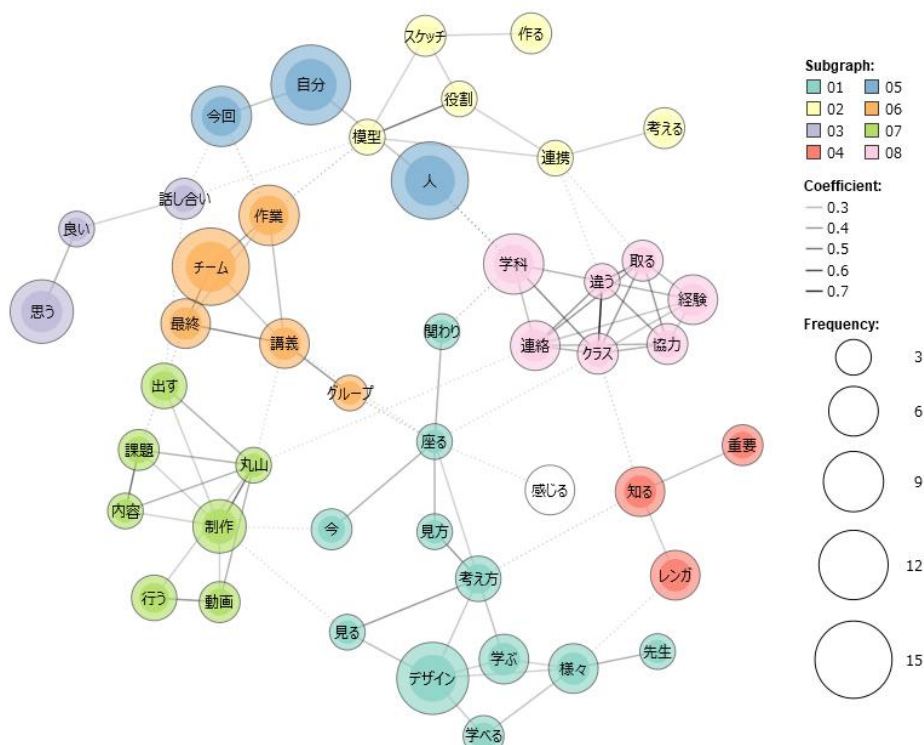 スケッチ
作る
自分
今回
役割
模型
考える
連携
人
話し合い
良い
作業
チーム
学科
取る
違う
経験
思う
最終
講義
関わり
連絡
クラス
協力
出す
グループ
課題
丸山
座る
重要
内容
制作
今
感じる
知る
見方
行う
動画
考え方
レンガ
見る
デザイン
学ぶ
様々
先生
学べる
Subgraph:
01 05
02 06
03 07
04 08
Coefficient:
0.3
0.4
0.5
0.6
0.7
Frequency:
3
6
9
12
15